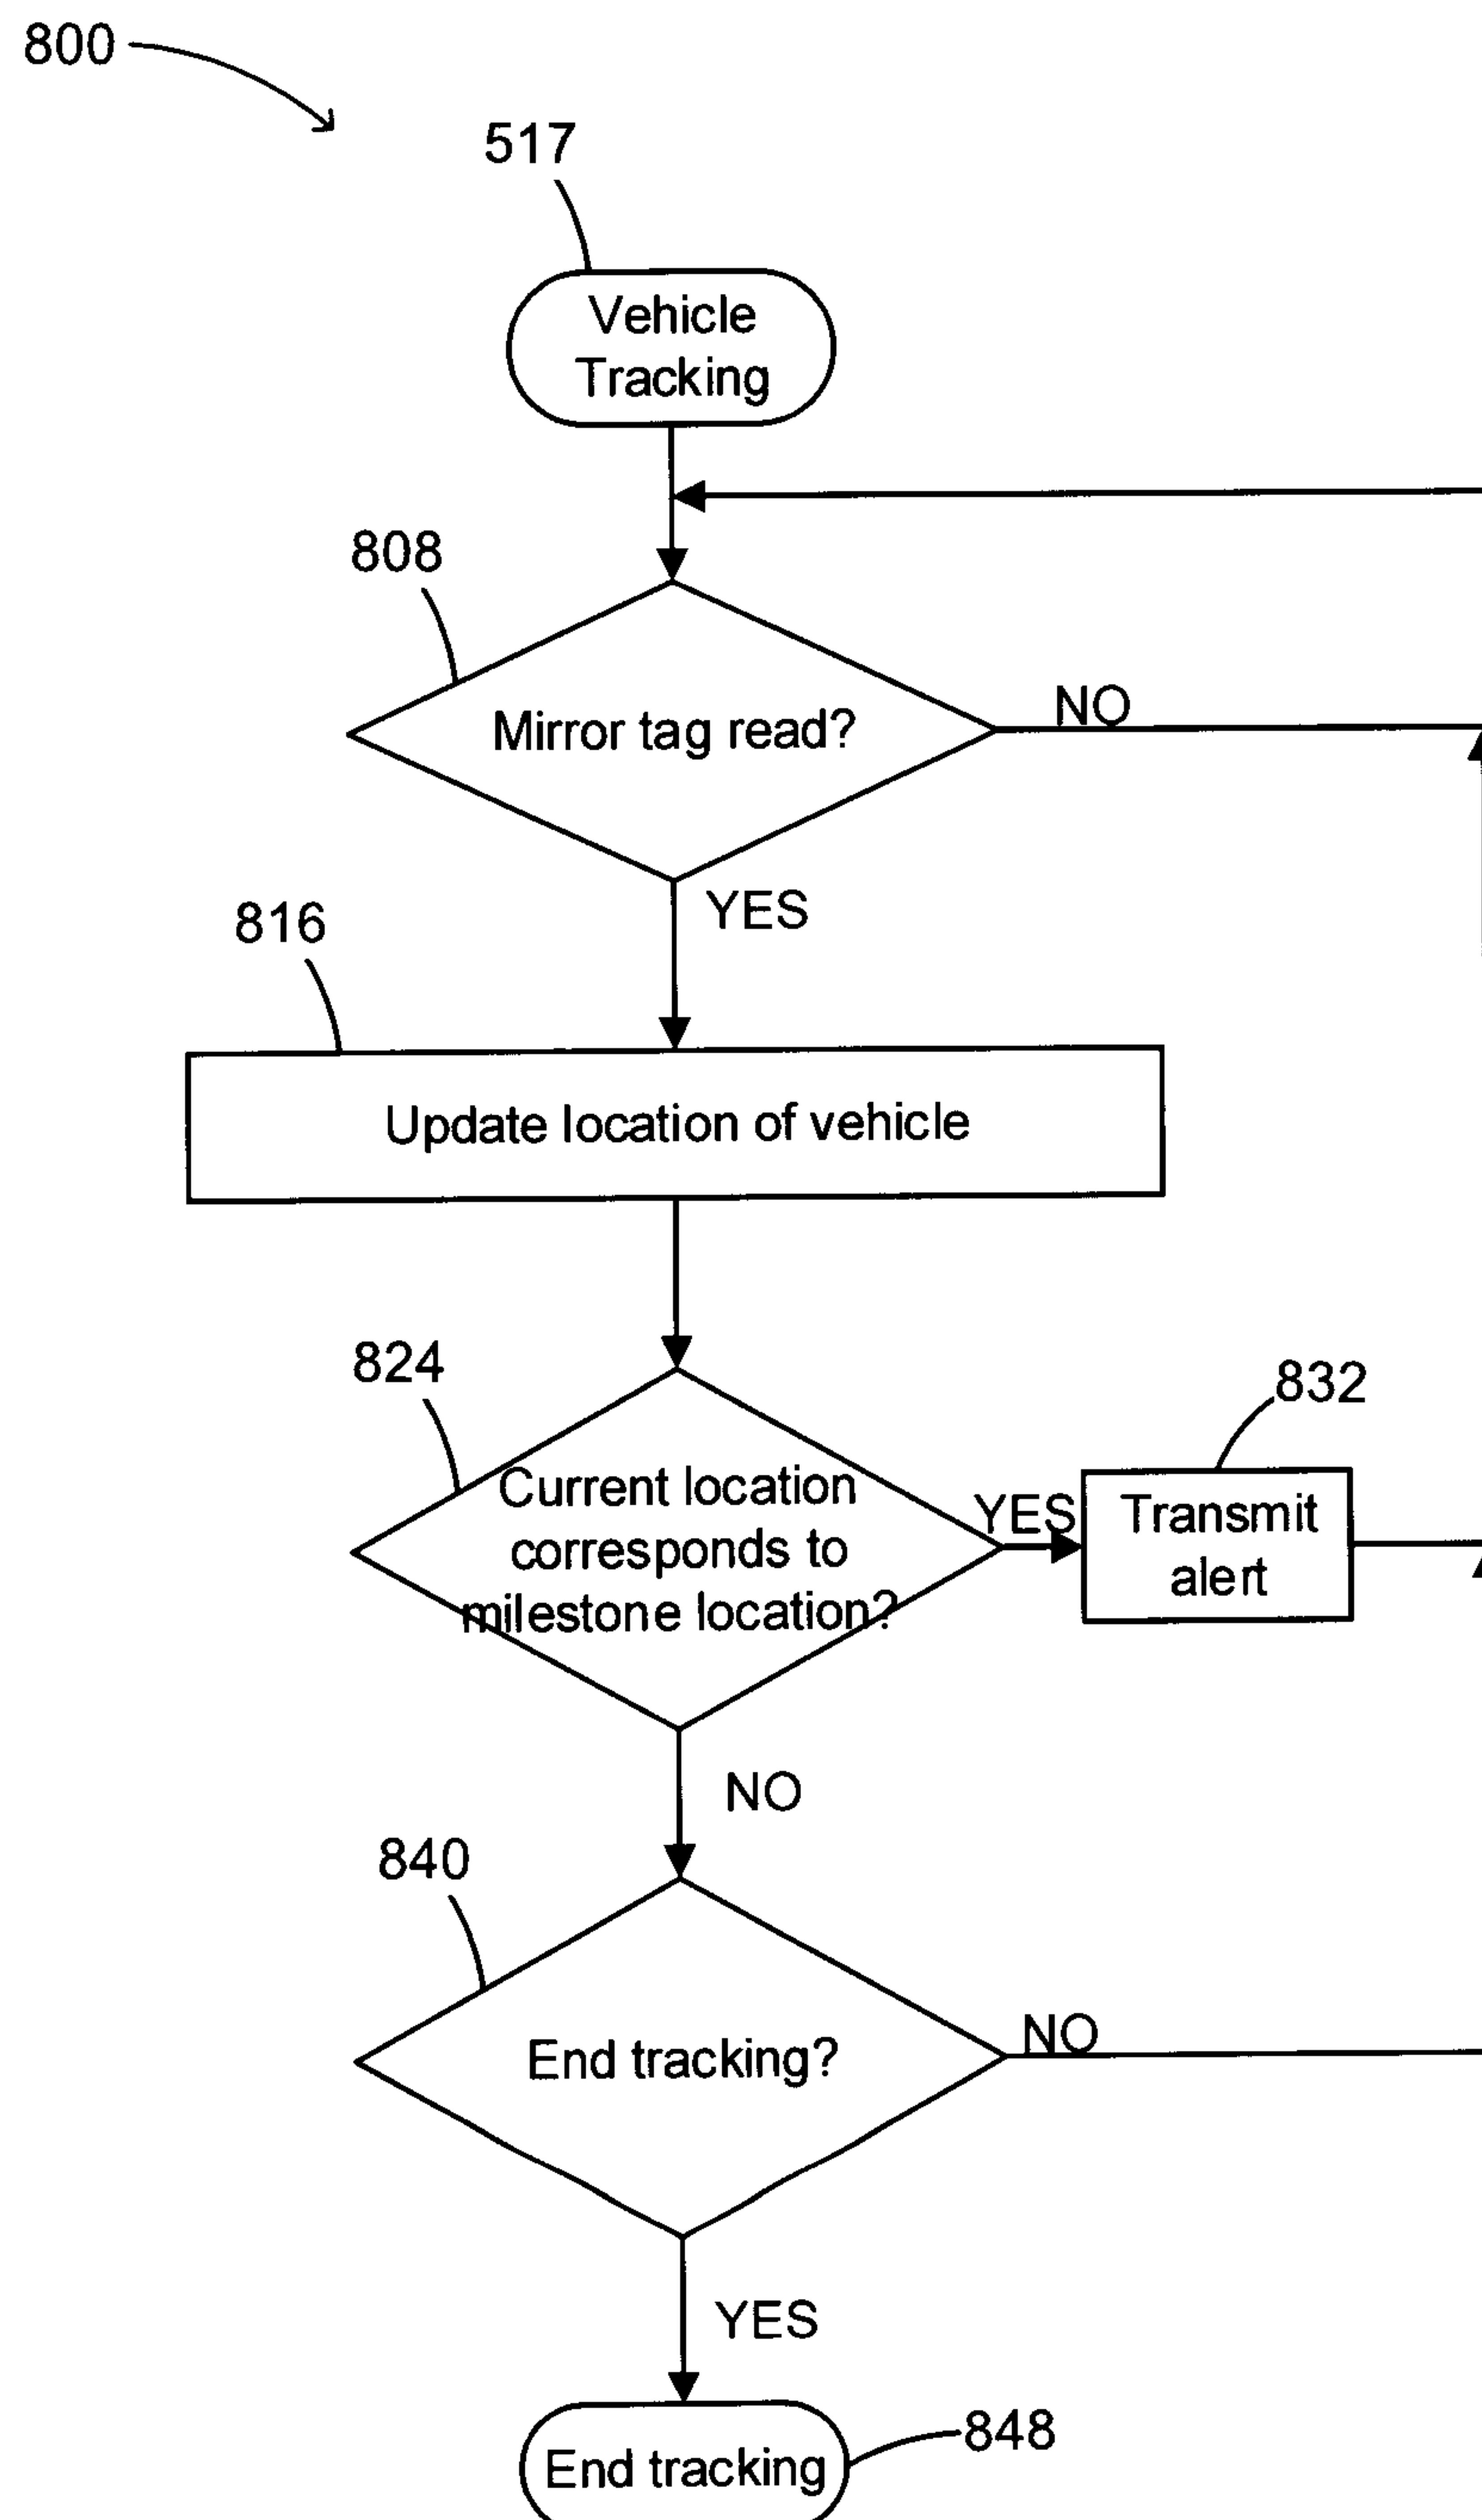 800
517
Vehicle
Tracking
808
Mirror tag read?
NO
YES
816
Update location of vehicle
824
832
Current location
corresponds to
milestone location?
YES
Transmit
alert
NO
840
End tracking?
NO
YES
848
End tracking